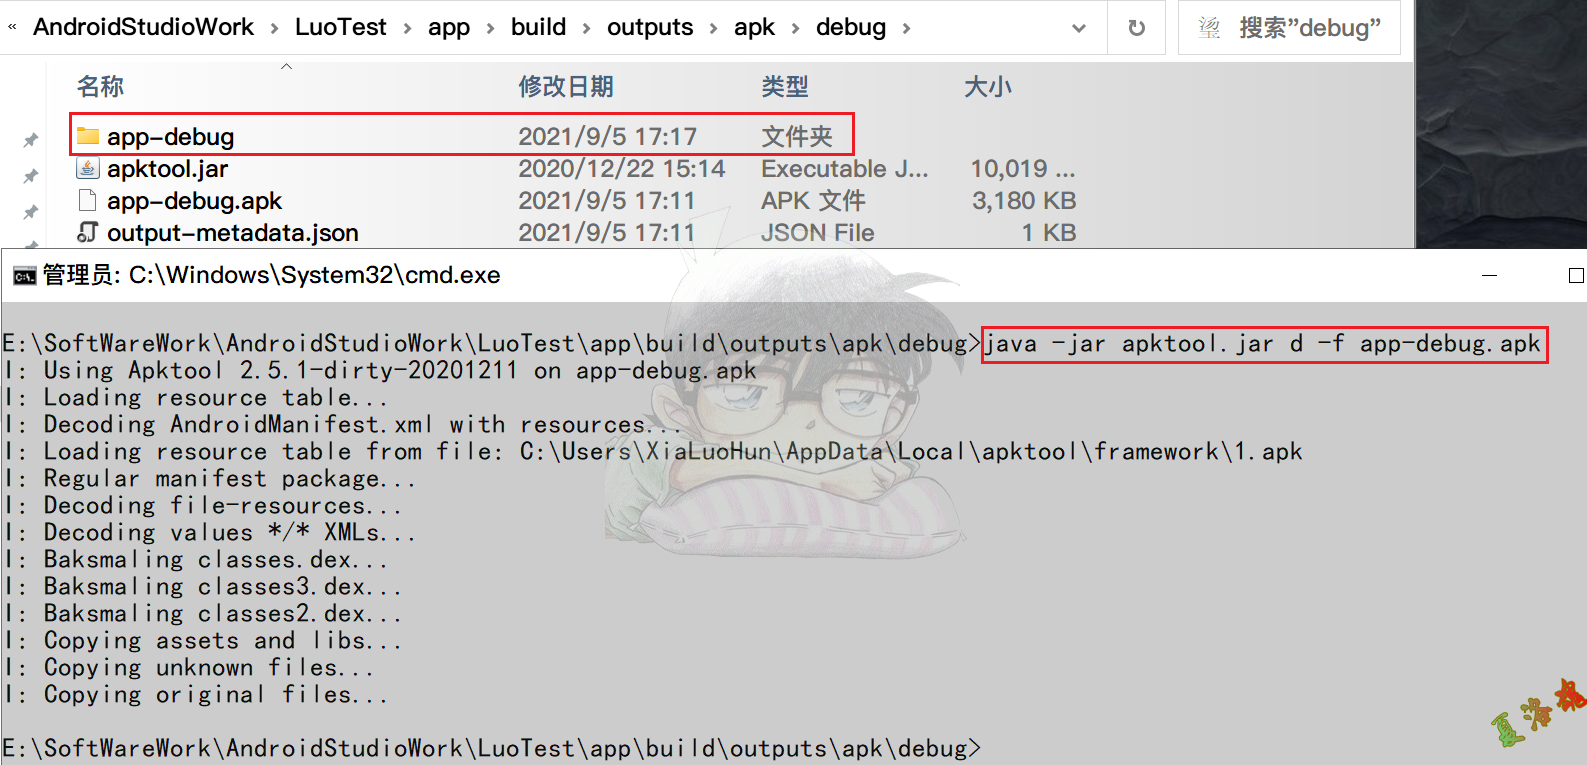 « AndroidStudioWork › LuoTest › app › build › outputs › apk › debug ›
搜索"debug"
名称 修改日期 类型 大小
app-debug 2021/9/5 17:17 文件夹
apktool.jar 2020/12/22 15:14 Executable J... 10,019 ...
app-debug.apk 2021/9/5 17:11 APK 文件 3,180 KB
output-metadata.json 2021/9/5 17:11 JSON File 1 KB
管理员: C:\Windows\System32\cmd.exe
E:\SoftWareWork\AndroidStudioWork\LuoTest\app\build\outputs\apk\debug>java -jar apktool.jar d -f app-debug.apk
I: Using Apktool 2.5.1-dirty-20201211 on app-debug.apk
I: Loading resource table...
I: Decoding AndroidManifest.xml with resources...
I: Loading resource table from file: C:\Users\XiaLuoHun\AppData\Local\apktool\framework\1.apk
I: Regular manifest package...
I: Decoding file-resources...
I: Decoding values */* XMLs...
I: Baksmaling classes.dex...
I: Baksmaling classes3.dex...
I: Baksmaling classes2.dex...
I: Copying assets and libs...
I: Copying unknown files...
I: Copying original files...
E:\SoftWareWork\AndroidStudioWork\LuoTest\app\build\outputs\apk\debug>